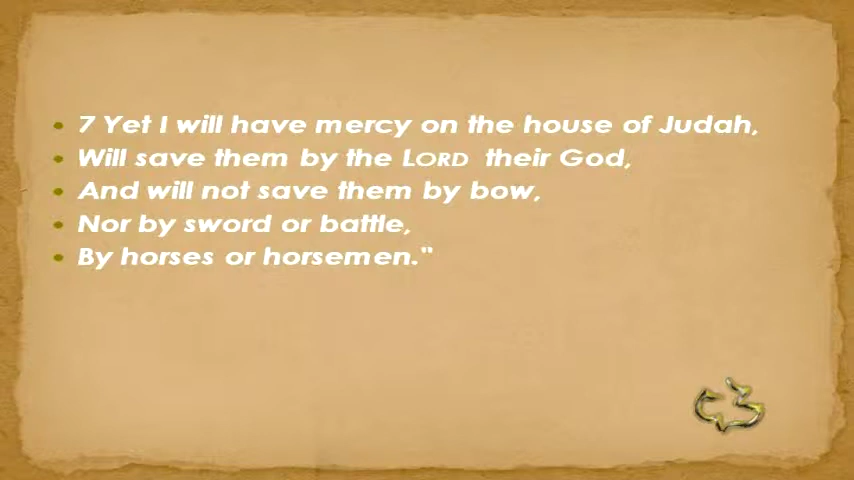 • 7 Yet I will have mercy on the house of Judah,
• Will save them by the LORD their God,
• And will not save them by bow,
• Nor by sword or battle,
• By horses or horsemen."